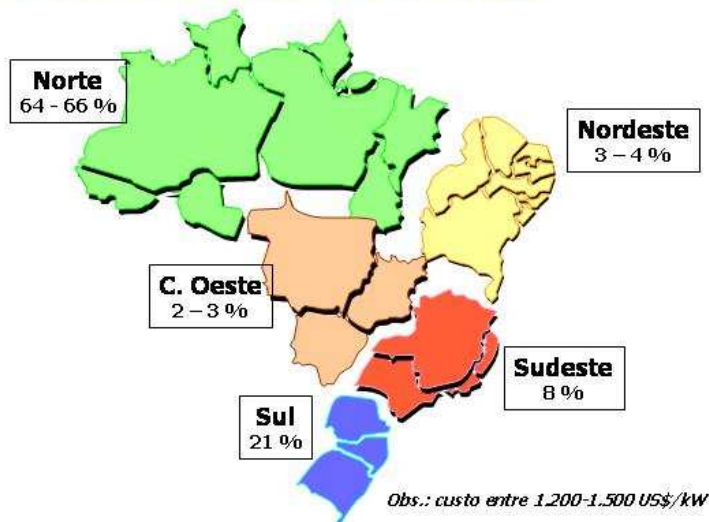 Norte
64 - 66 %
Nordeste
3 – 4 %
C. Oeste
2 – 3 %
Sudeste
8 %
Sul
21 %
Obs.: custo entre 1.200-1.500 US$/kW